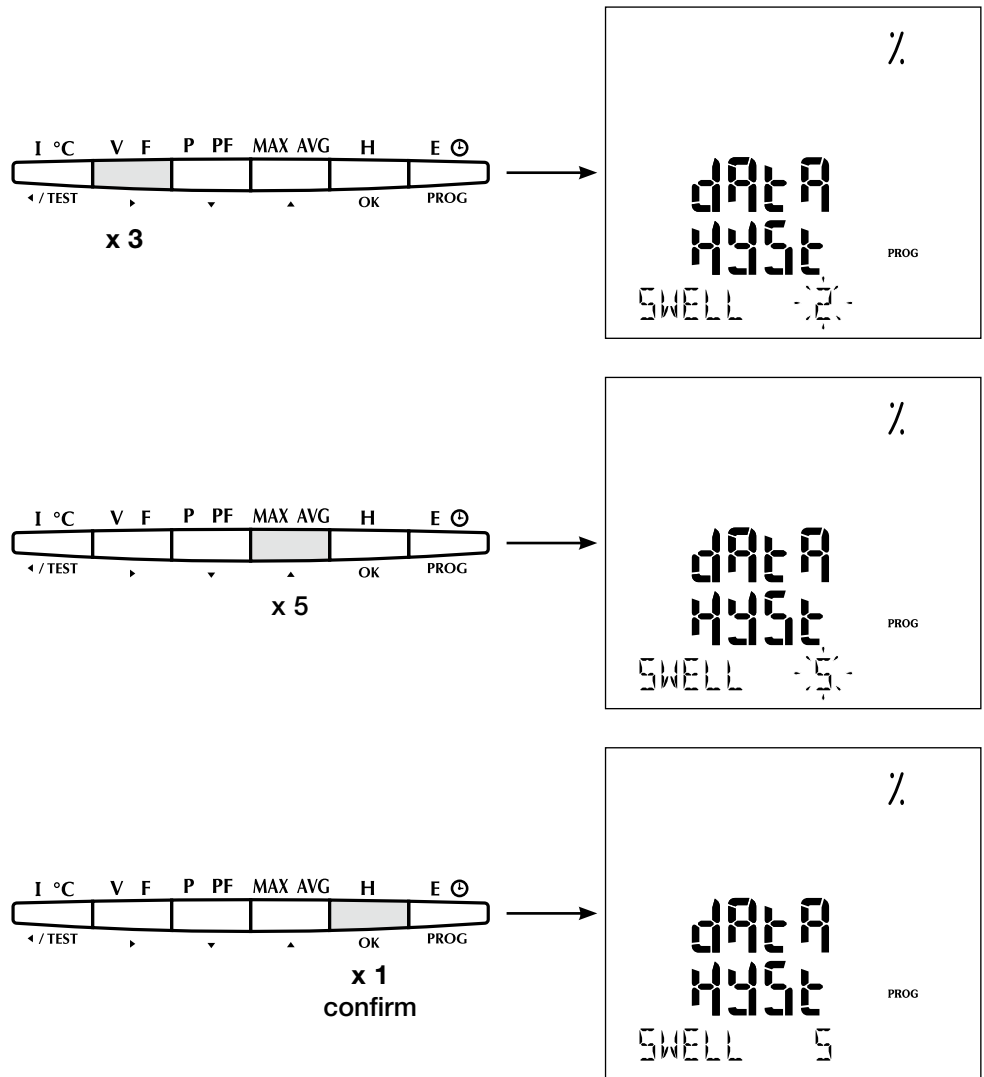 %
I °C V F P PF MAX AVG H E
◂ / TEST ▸ ▾ ▴ OK PROG
x 3
dAtA
HySt PROG
SWELL 2
%
I °C V F P PF MAX AVG H E
◂ / TEST ▸ ▾ ▴ OK PROG
x 5
dAtA
HySt PROG
SWELL 5
%
I °C V F P PF MAX AVG H E
◂ / TEST ▸ ▾ ▴ OK PROG
x 1
confirm
dAtA
HySt PROG
SWELL 5